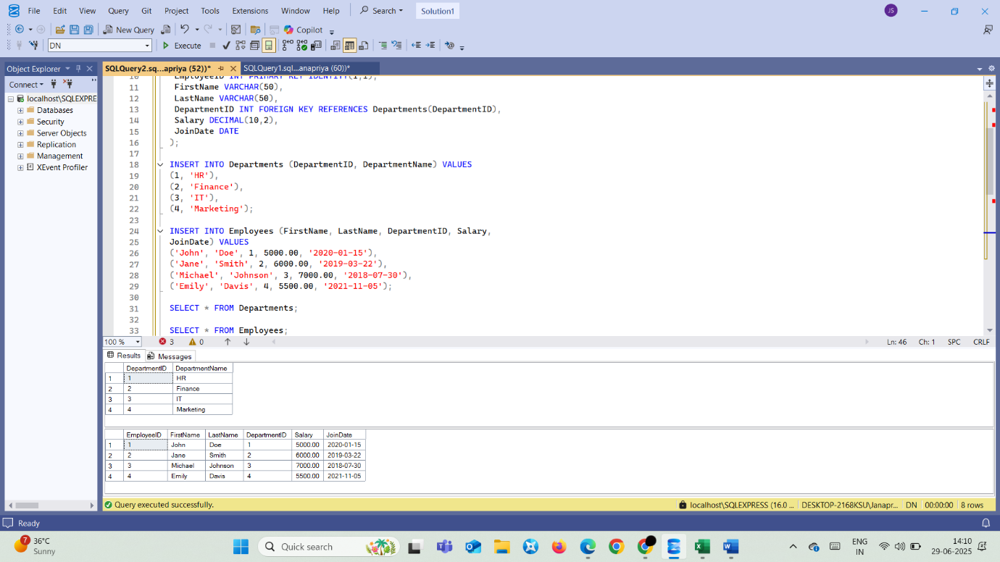 File Edit View Query Git Project Tools Extensions Window Help Search Solution1 JS
New Query Copilot
DN Execute
Object Explorer SQLQuery2.sq...apriya (52))* SQLQuery1.sql...anapriya (60))*
Connect
localhost\SQLEXPRE
Databases
Security
Server Objects
Replication
Management
XEvent Profiler
10 EmployeeID INT PRIMARY KEY IDENTITY(1,1),
11 FirstName VARCHAR(50),
12 LastName VARCHAR(50),
13 DepartmentID INT FOREIGN KEY REFERENCES Departments(DepartmentID),
14 Salary DECIMAL(10,2),
15 JoinDate DATE
16 );
17
18 INSERT INTO Departments (DepartmentID, DepartmentName) VALUES
19 (1, 'HR'),
20 (2, 'Finance'),
21 (3, 'IT'),
22 (4, 'Marketing');
23
24 INSERT INTO Employees (FirstName, LastName, DepartmentID, Salary,
25 JoinDate) VALUES
26 ('John', 'Doe', 1, 5000.00, '2020-01-15'),
27 ('Jane', 'Smith', 2, 6000.00, '2019-03-22'),
28 ('Michael', 'Johnson', 3, 7000.00, '2018-07-30'),
29 ('Emily', 'Davis', 4, 5500.00, '2021-11-05');
30
31 SELECT * FROM Departments;
32
33 SELECT * FROM Employees;
100 % 3 0 Ln: 46 Ch: 1 SPC CRLF
Results Messages
DepartmentID DepartmentName
1 1 HR
2 2 Finance
3 3 IT
4 4 Marketing
EmployeeID FirstName LastName DepartmentID Salary JoinDate
1 1 John Doe 1 5000.00 2020-01-15
2 2 Jane Smith 2 6000.00 2019-03-22
3 3 Michael Johnson 3 7000.00 2018-07-30
4 4 Emily Davis 4 5500.00 2021-11-05
Query executed successfully. localhost\SQLEXPRESS (16.0 ... DESKTOP-2168KSU\Janapr... DN 00:00:00 8 rows
Ready
7 36°C
Sunny
Quick search
ENG
IN
14:10
29-06-2025